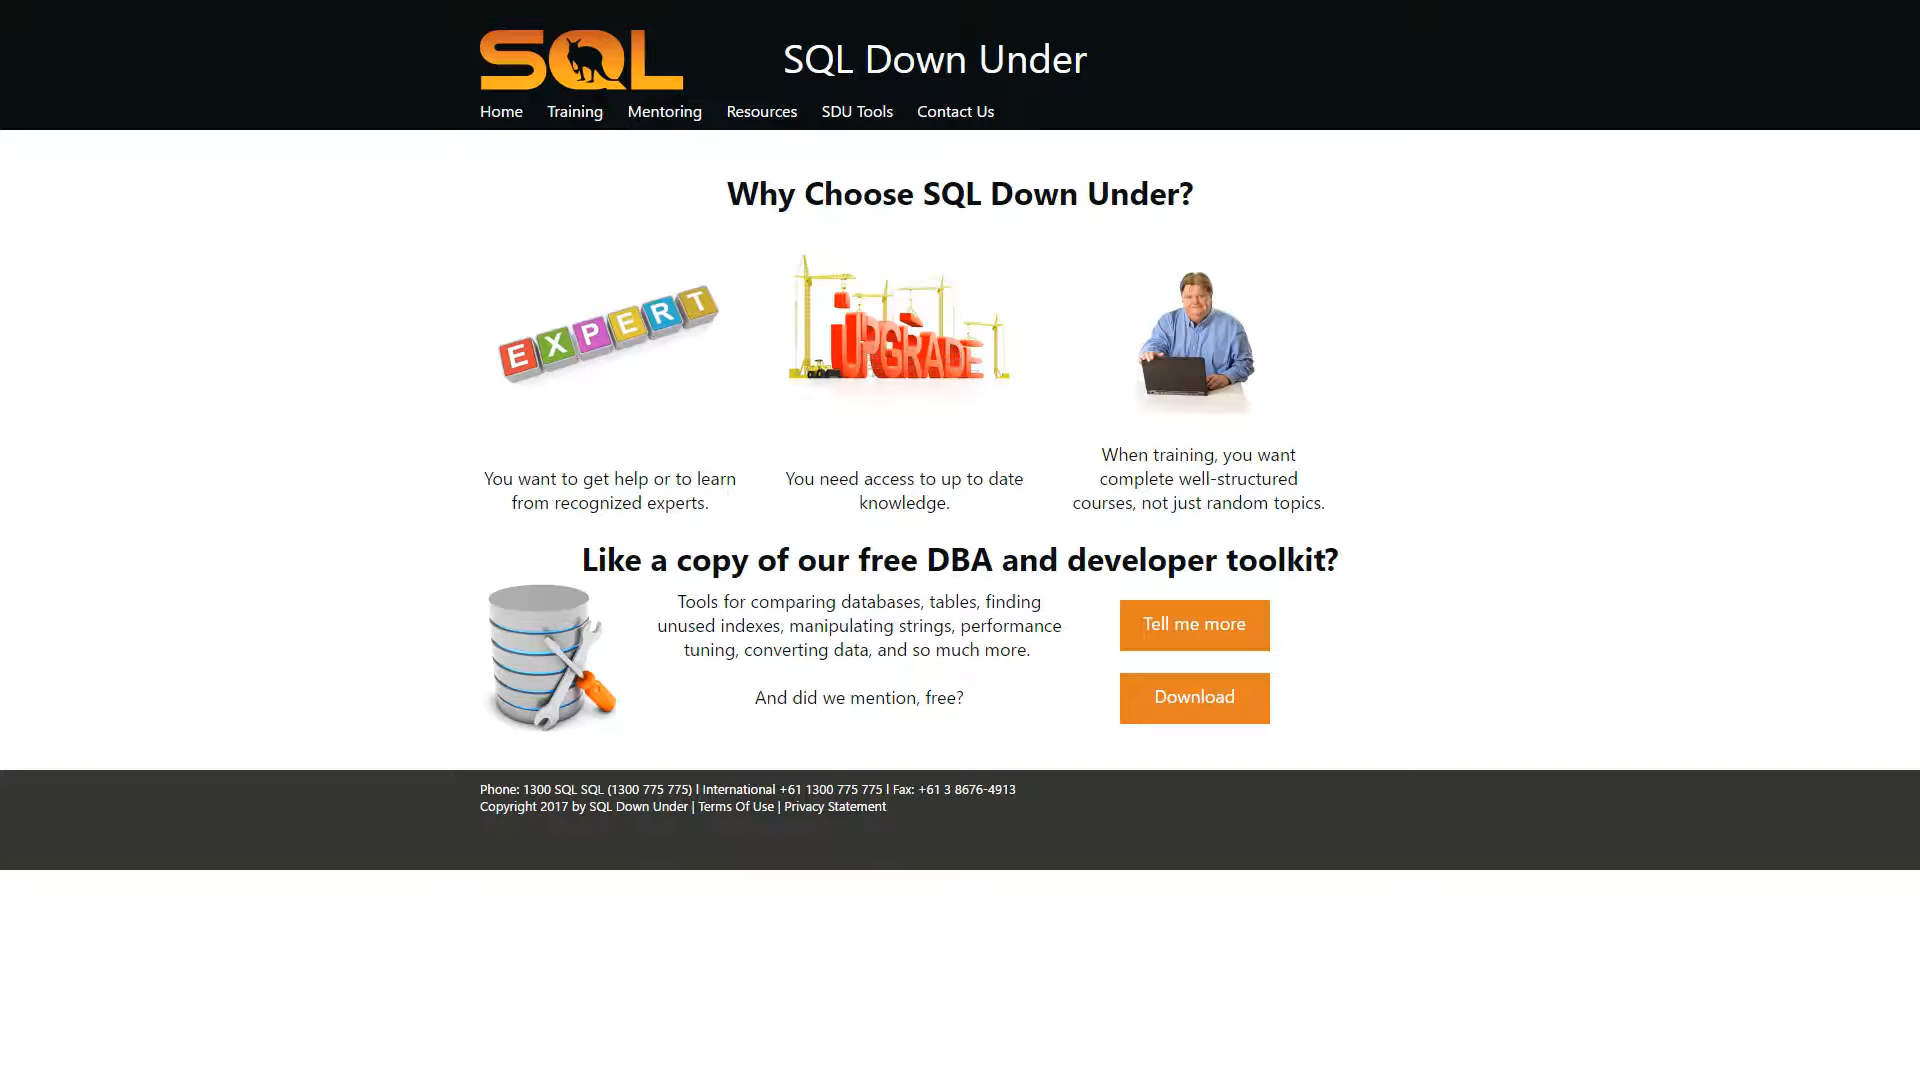 SQL
SQL Down Under
Home Training Mentoring Resources SDU Tools Contact Us
Why Choose SQL Down Under?
EXPERT
UPGRADE
You want to get help or to learn
from recognized experts.
You need access to up to date
knowledge.
When training, you want
complete well-structured
courses, not just random topics.
Like a copy of our free DBA and developer toolkit?
Tools for comparing databases, tables, finding
unused indexes, manipulating strings, performance
tuning, converting data, and so much more.
And did we mention, free?
Tell me more
Download
Phone: 1300 SQL SQL (1300 775 775) l International +61 1300 775 775 l Fax: +61 3 8676-4913
Copyright 2017 by SQL Down Under | Terms Of Use | Privacy Statement